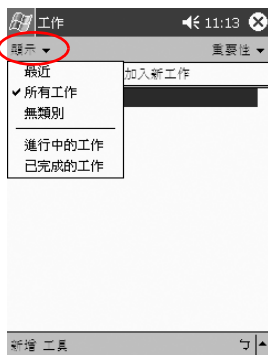 工作 11:13
顯示 重要性
最近 加入新工作
所有工作
無類別
進行中的工作
已完成的工作
新增 工具 ㄅ